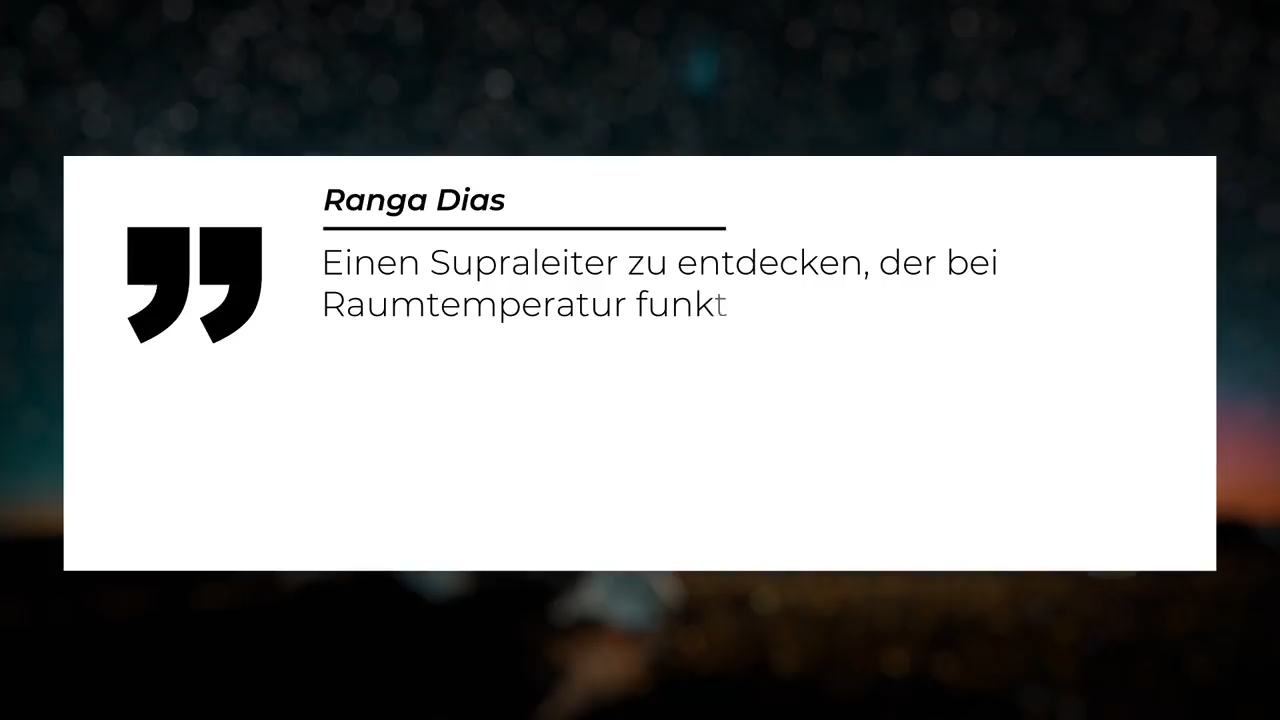 Ranga Dias
Einen Supraleiter zu entdecken, der bei
Raumtemperatur funkt